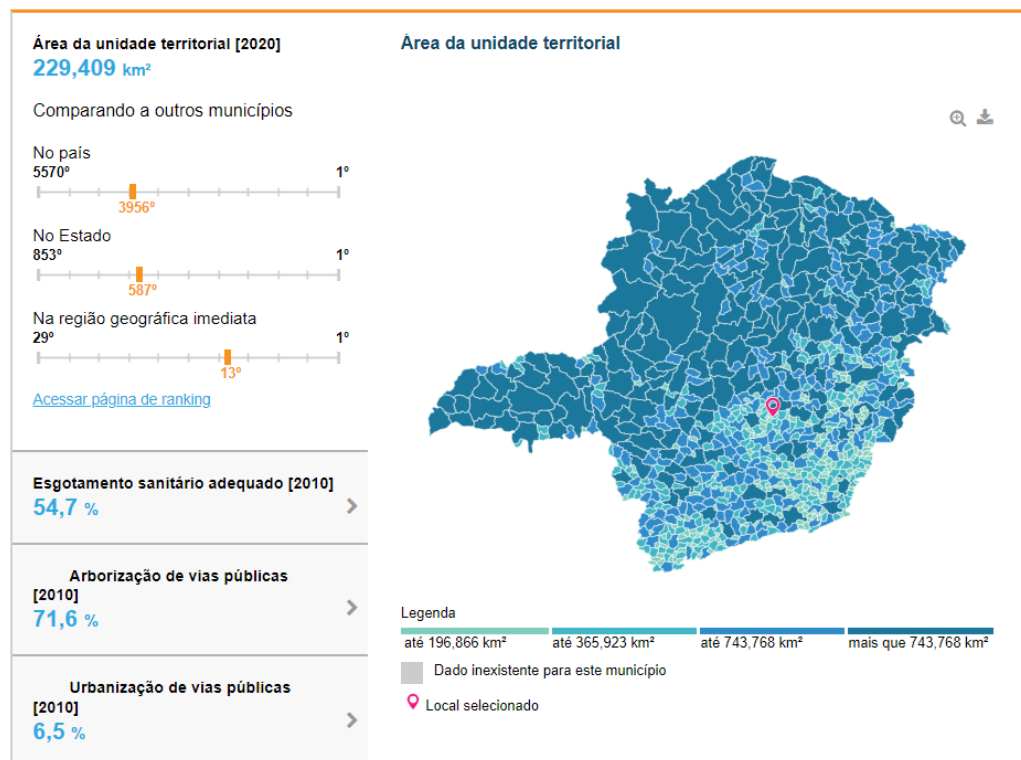 Área da unidade territorial [2020]
229,409 km²
Comparando a outros municípios
No país
5570º 1º
3956º
No Estado
853º 1º
587º
Na região geográfica imediata
29º 1º
13º
Acessar página de ranking
Esgotamento sanitário adequado [2010]
54,7 %
Arborização de vias públicas
[2010]
71,6 %
Urbanização de vias públicas
[2010]
6,5 %
Área da unidade territorial
Legenda
até 196,866 km² até 365,923 km² até 743,768 km² mais que 743,768 km²
Dado inexistente para este município
Local selecionado